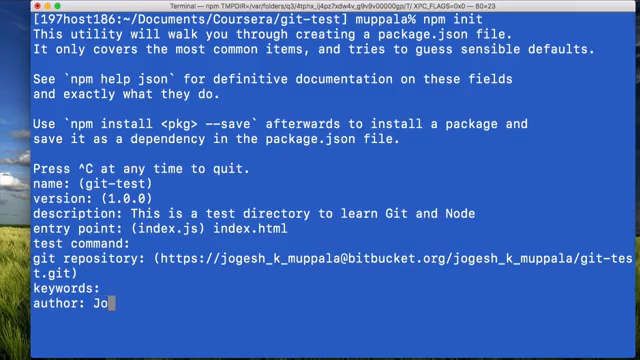 Terminal — TMPDIR=/var/folders/q3/4tphx_lj4pz7xdw4v_g9v9v00000gp/T/ XPC_FLAGS=0x0 — 80×23
[197host186:~/Documents/Coursera/git-test] muppala% npm init
This utility will walk you through creating a package.json file.
It only covers the most common items, and tries to guess sensible defaults.
See `npm help json` for definitive documentation on these fields
and exactly what they do.
Use `npm install <pkg> --save` afterwards to install a package and
save it as a dependency in the package.json file.
Press ^C at any time to quit.
name: (git-test)
version: (1.0.0)
description: This is a test directory to learn Git and Node
entry point: (index.js) index.html
test command:
git repository: (https://jogesh_k_muppala@bitbucket.org/jogesh_k_muppala/git-tes
t.git)
keywords:
author: Jo